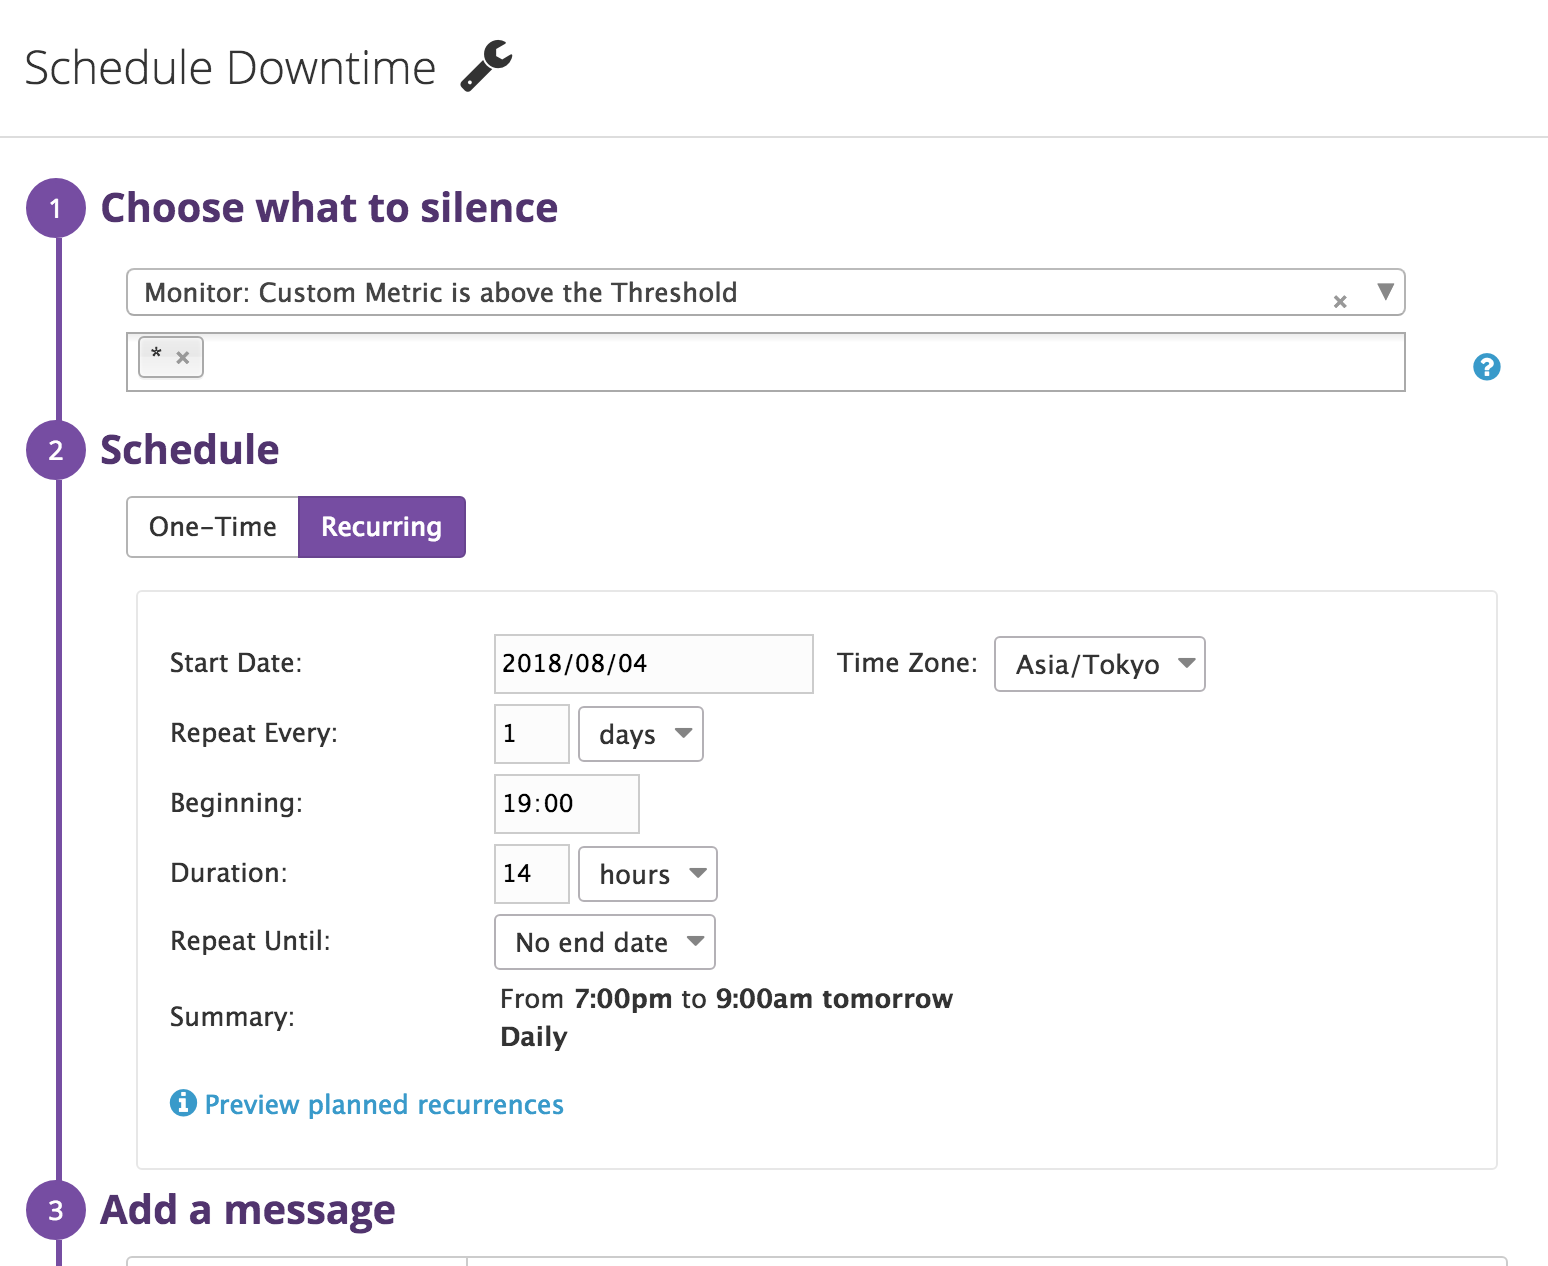 Schedule Downtime
1 Choose what to silence
Monitor: Custom Metric is above the Threshold × ▼
* ×
?
2 Schedule
One-Time Recurring
Start Date: 2018/08/04 Time Zone: Asia/Tokyo
Repeat Every: 1 days
Beginning: 19:00
Duration: 14 hours
Repeat Until: No end date
Summary: From 7:00pm to 9:00am tomorrow
Daily
i Preview planned recurrences
3 Add a message